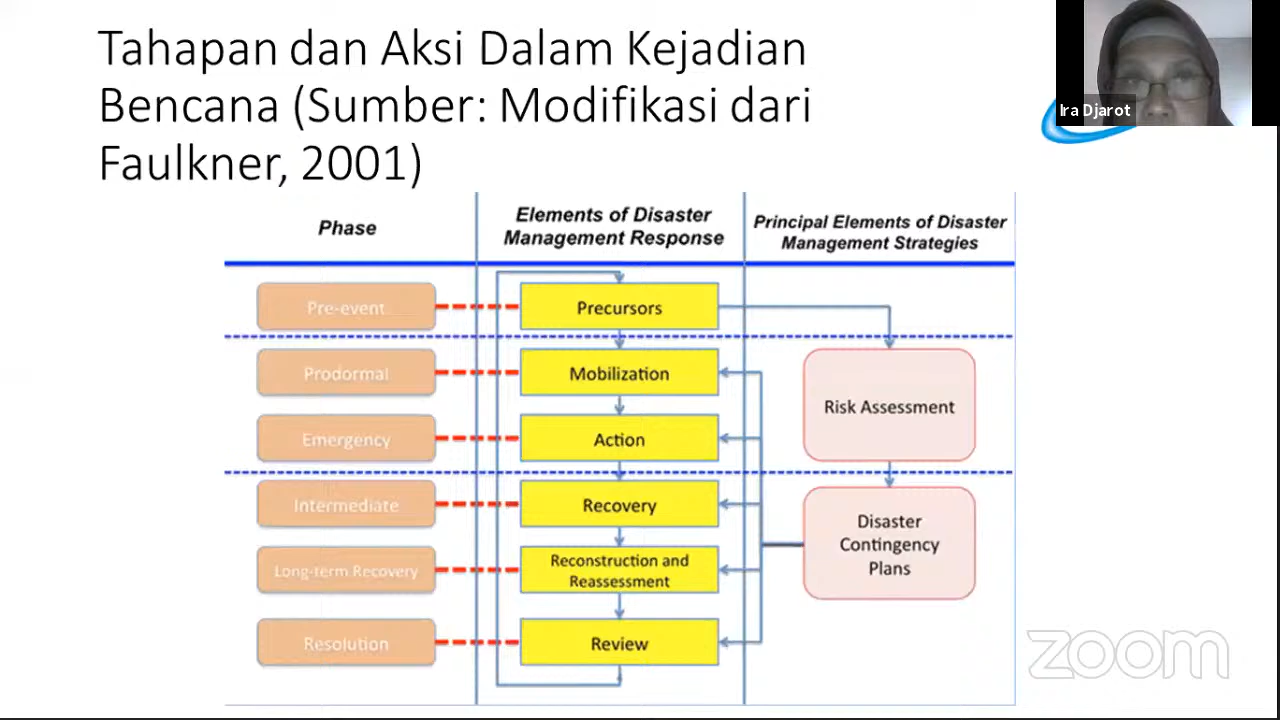 Tahapan dan Aksi Dalam Kejadian
Bencana (Sumber: Modifikasi dari
Faulkner, 2001)
Ira Djarot
Phase
Elements of Disaster
Management Response
Principal Elements of Disaster
Management Strategies
Pre-event
Precursors
Prodormal
Mobilization
Risk Assessment
Emergency
Action
Intermediate
Recovery
Disaster
Contingency
Plans
Long-term Recovery
Reconstruction and
Reassessment
Resolution
Review
zoom